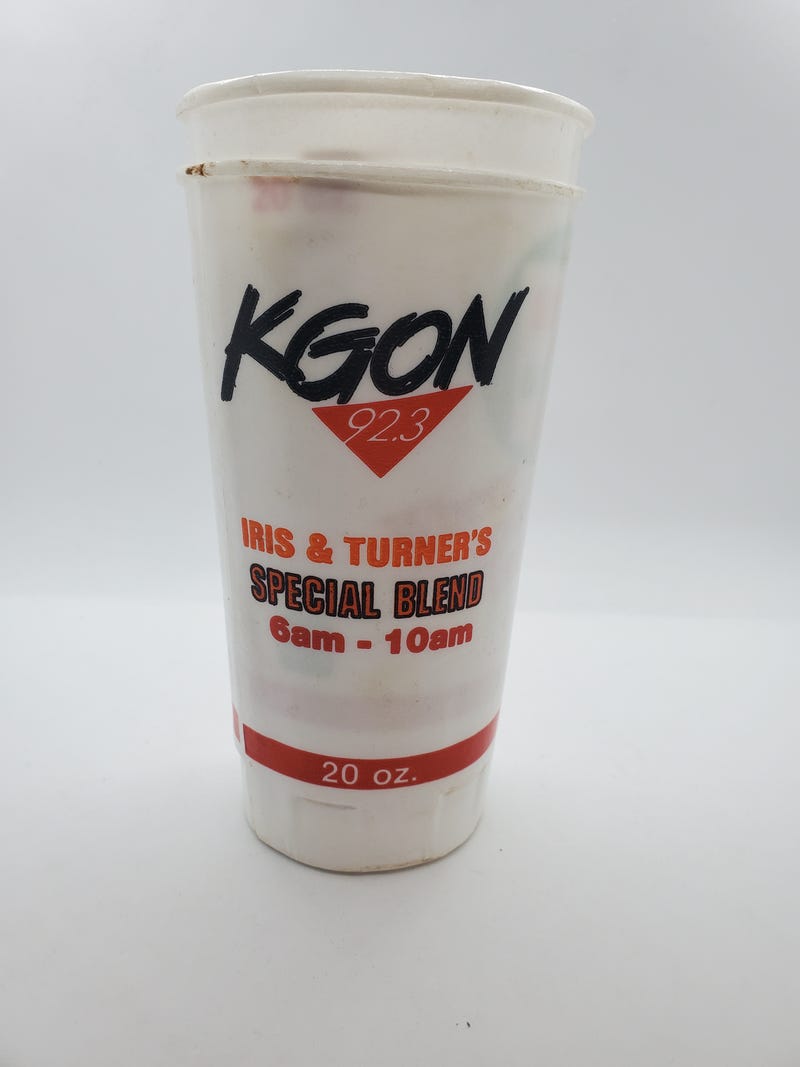 KGON
92.3
IRIS & TURNER'S
SPECIAL BLEND
6am - 10am
20 oz.